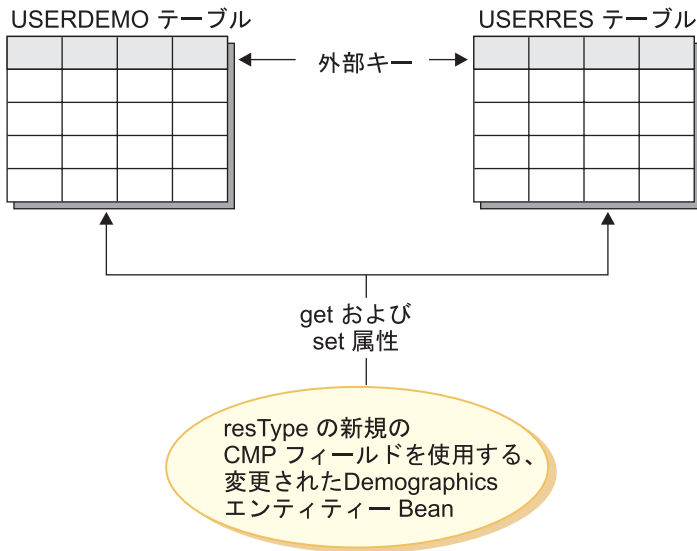 USERDEMO テーブル
USERRES テーブル
外部キー
get および
set 属性
resType の新規の
CMP フィールドを使用する、
変更されたDemographics
エンティティー Bean